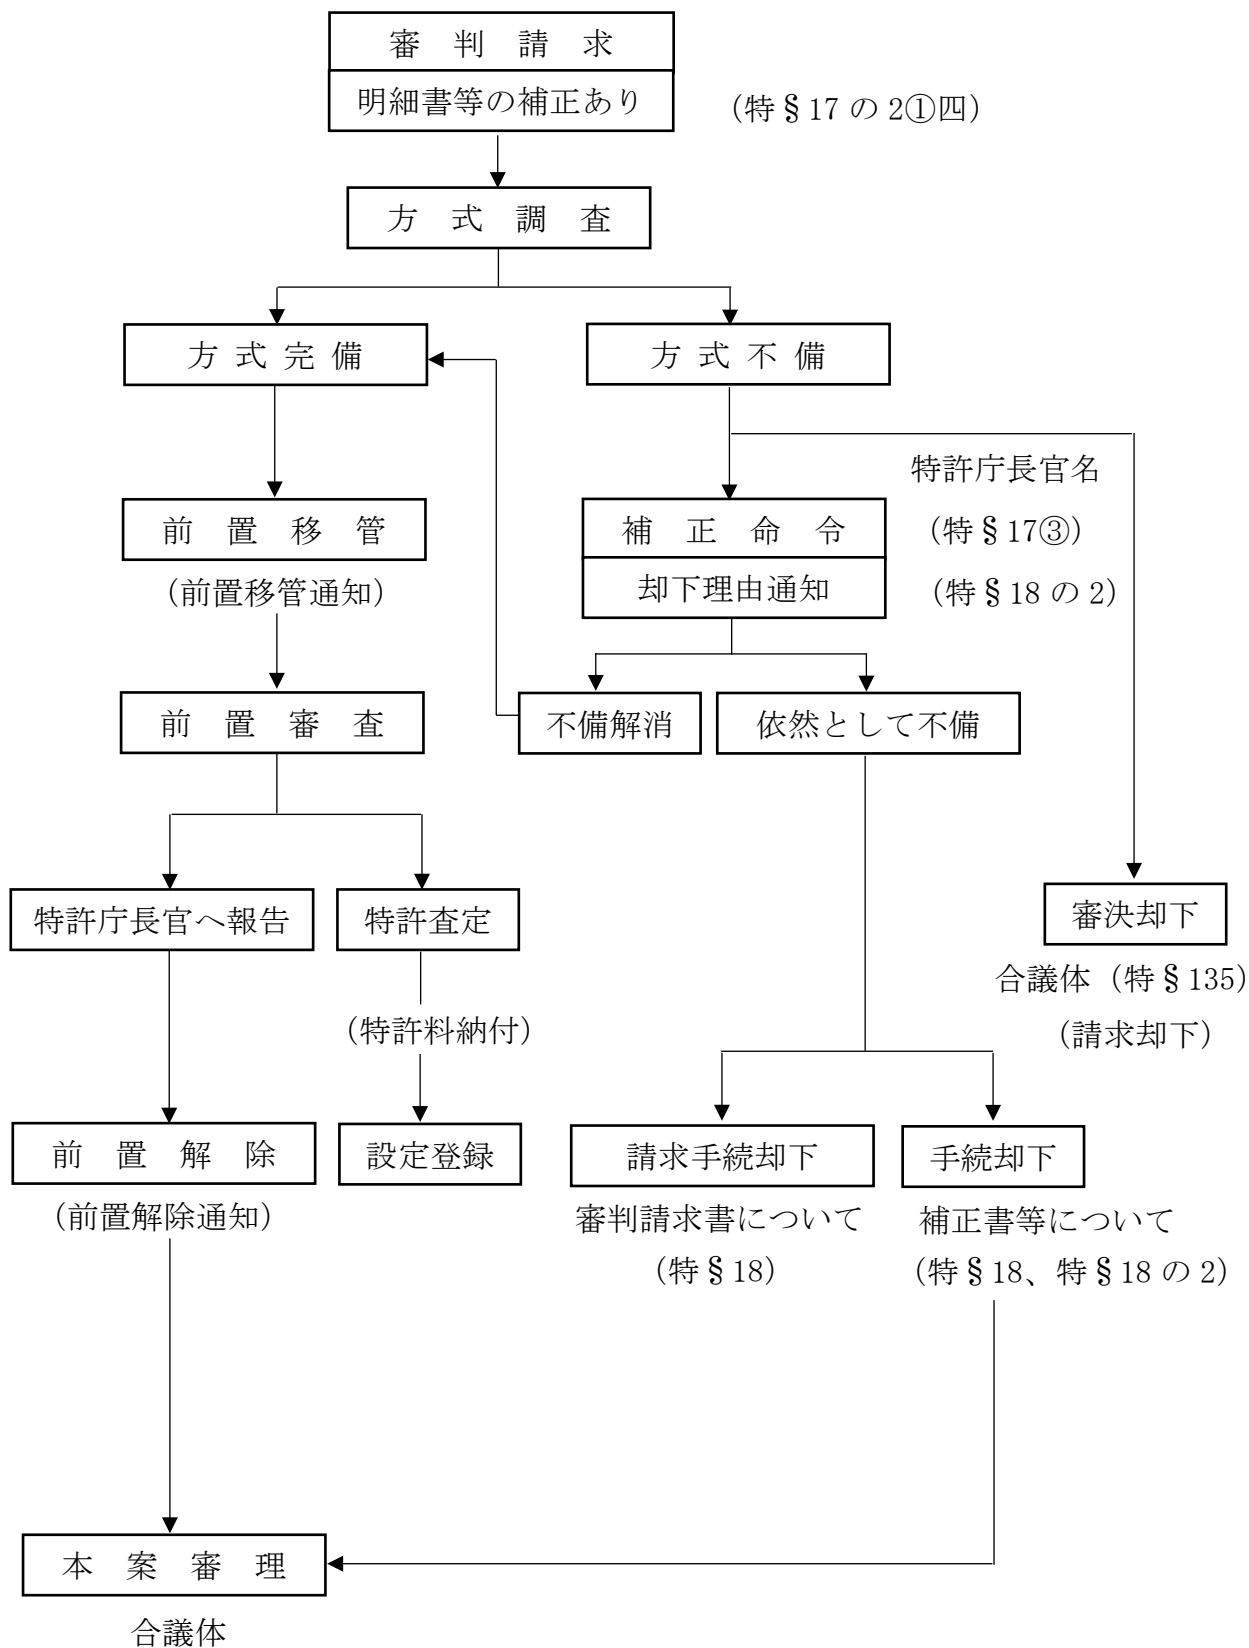 審判請求
明細書等の補正あり
（特§17 の 2①四）
方式調査
方式完備
方式不備
特許庁長官名
前置移管
補正命令
（特§17③）
（前置移管通知）
却下理由通知
（特§18 の 2）
前置審査
不備解消
依然として不備
特許庁長官へ報告
特許査定
審決却下
合議体（特§135）
（特許料納付）
（請求却下）
前置解除
設定登録
請求手続却下
手続却下
（前置解除通知）
審判請求書について
補正書等について
（特§18）
（特§18、特§18 の 2）
本案審理
合議体